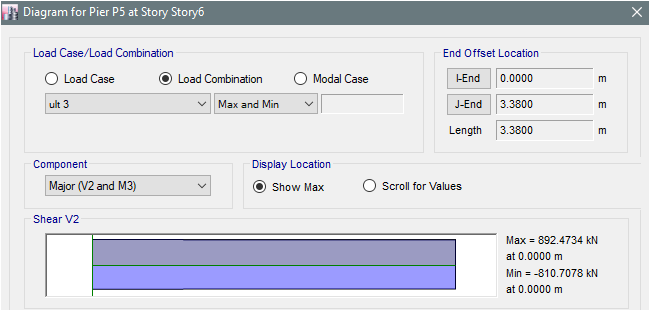 Diagram for Pier P5 at Story Story6
Load Case/Load Combination
Load Case
Load Combination
Modal Case
ult 3
Max and Min
End Offset Location
I-End
0.0000
m
J-End
3.3800
m
Length
3.3800
m
Component
Major (V2 and M3)
Display Location
Show Max
Scroll for Values
Shear V2
Max = 892.4734 kN
at 0.0000 m
Min = -810.7078 kN
at 0.0000 m